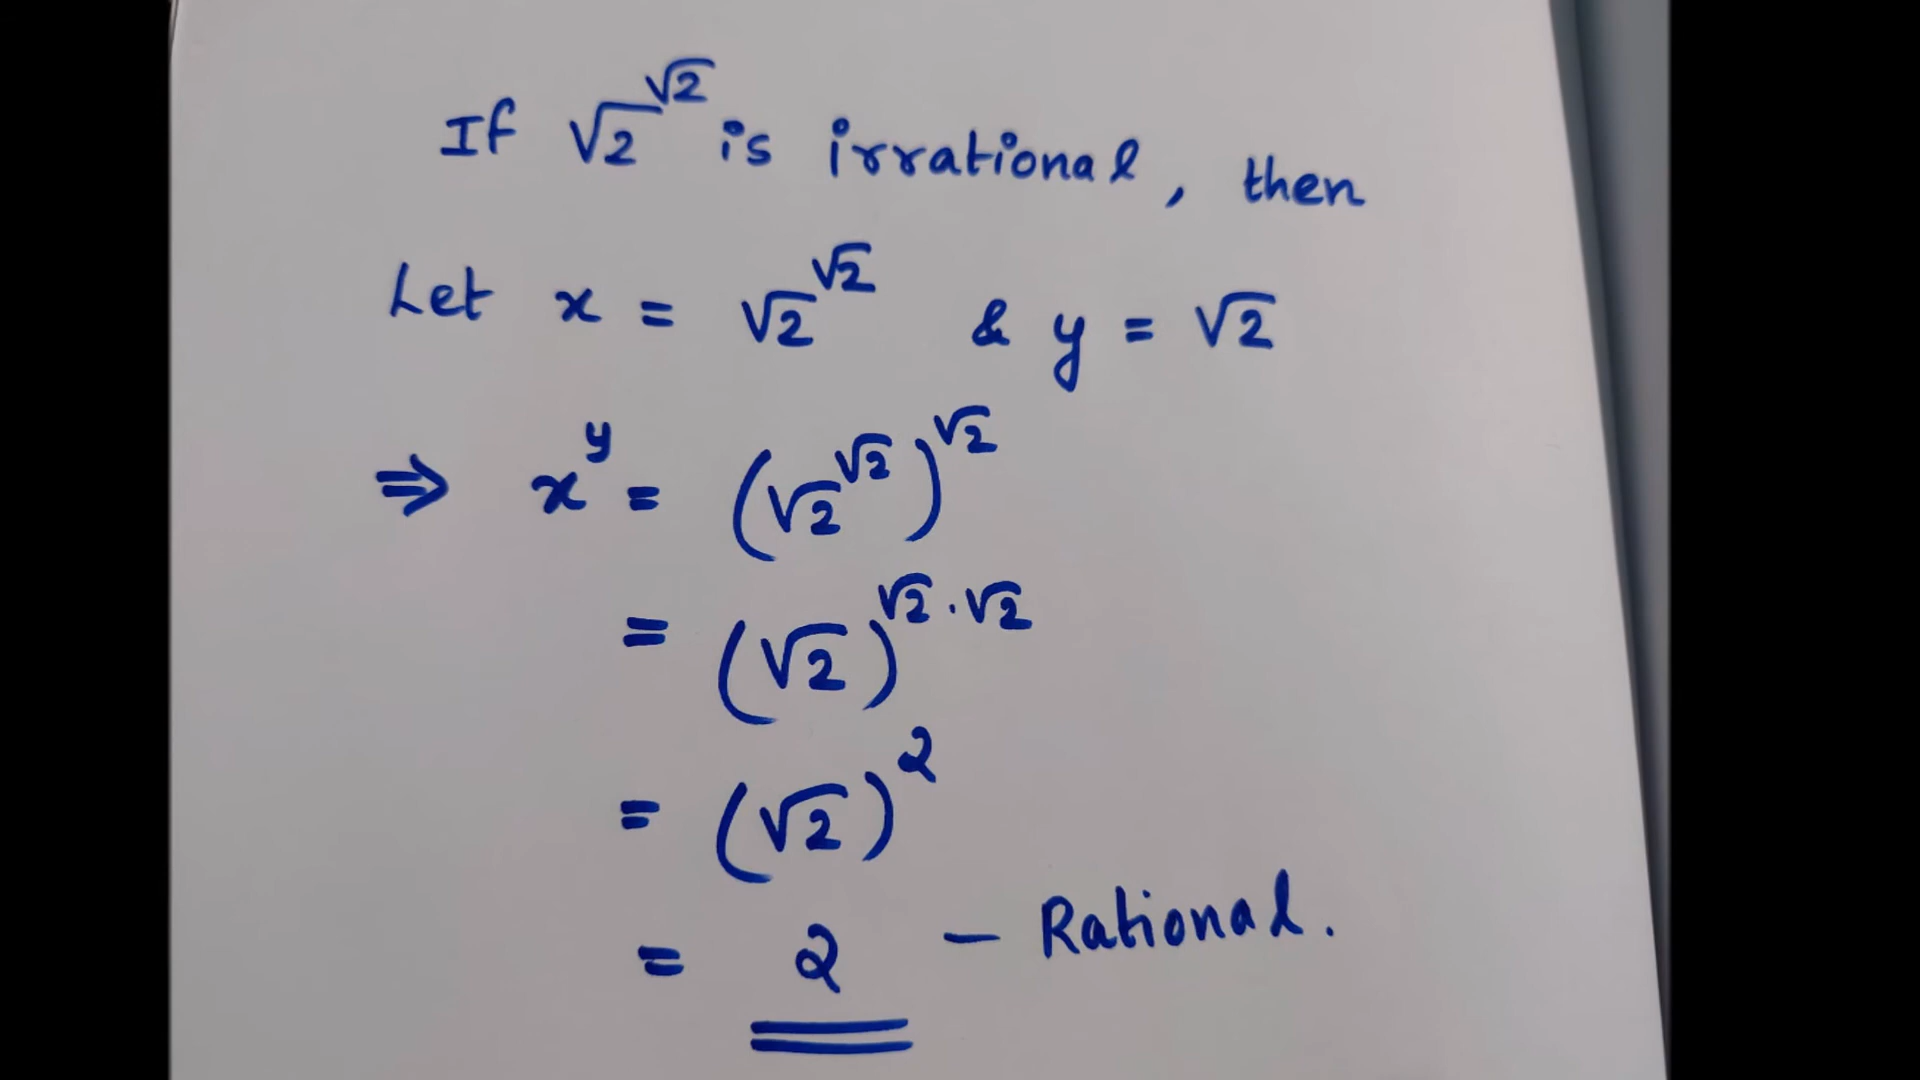 If √2^√2 is irrational, then
Let x = √2^√2 & y = √2
⇒ x^y = (√2^√2)^√2
= (√2)^√2·√2
= (√2)^2
= 2 – Rational.